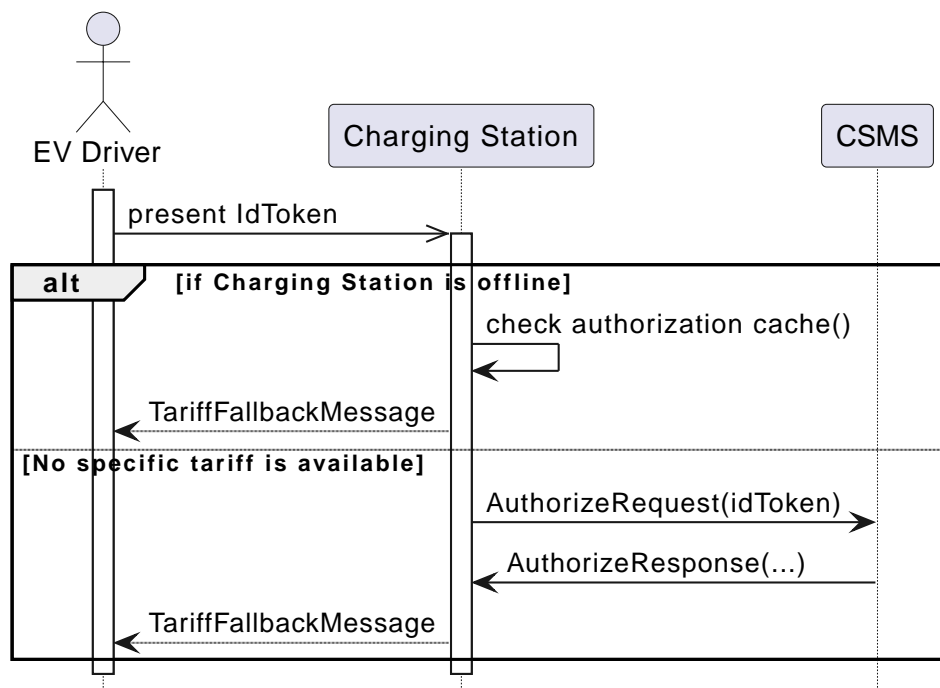 EV Driver
Charging Station
CSMS
present IdToken
alt
[if Charging Station is offline]
check authorization cache()
TariffFallbackMessage
[No specific tariff is available]
AuthorizeRequest(idToken)
AuthorizeResponse(...)
TariffFallbackMessage